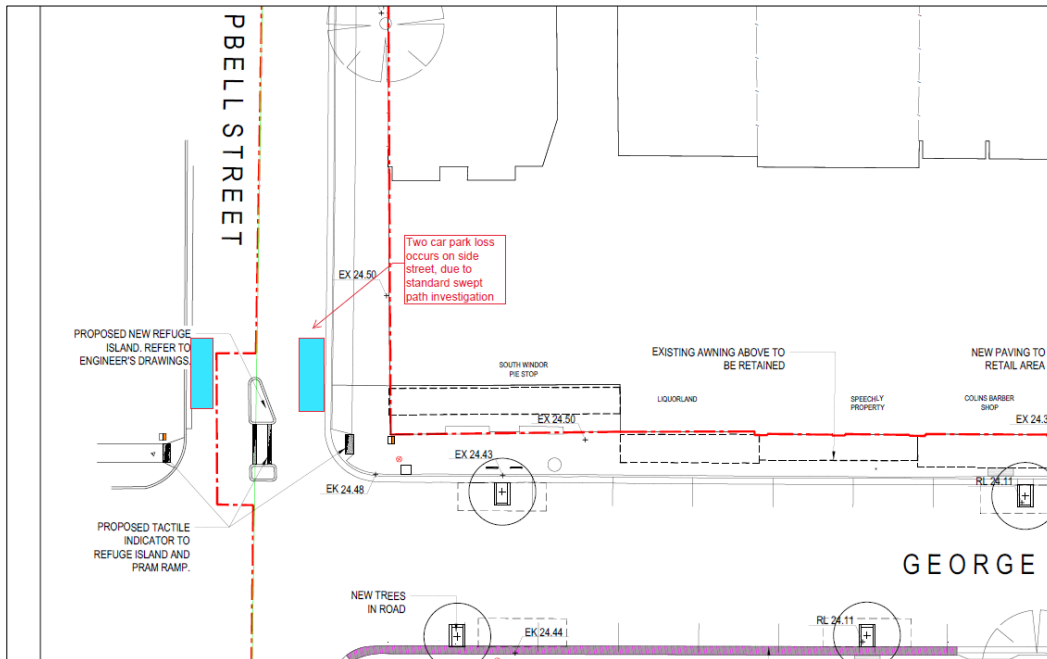 PBELL STREET
Two car park loss
occurs on side
street, due to
standard swept
path investigation
EX 24.50
PROPOSED NEW REFUGE
ISLAND. REFER TO
ENGINEER'S DRAWINGS.
SOUTH WINDOR
PIE STOP
EXISTING AWNING ABOVE TO
BE RETAINED
NEW PAVING TO
RETAIL AREA
LIQUORLAND
SPEECHLY
PROPERTY
COLINS BARBER
SHOP
EX 24.50
EX 24.3
EX 24.43
EK 24.48
RL 24.11
PROPOSED TACTILE
INDICATOR TO
REFUGE ISLAND AND
PRAM RAMP.
GEORGE
NEW TREES
IN ROAD
EK 24.44
RL 24.11